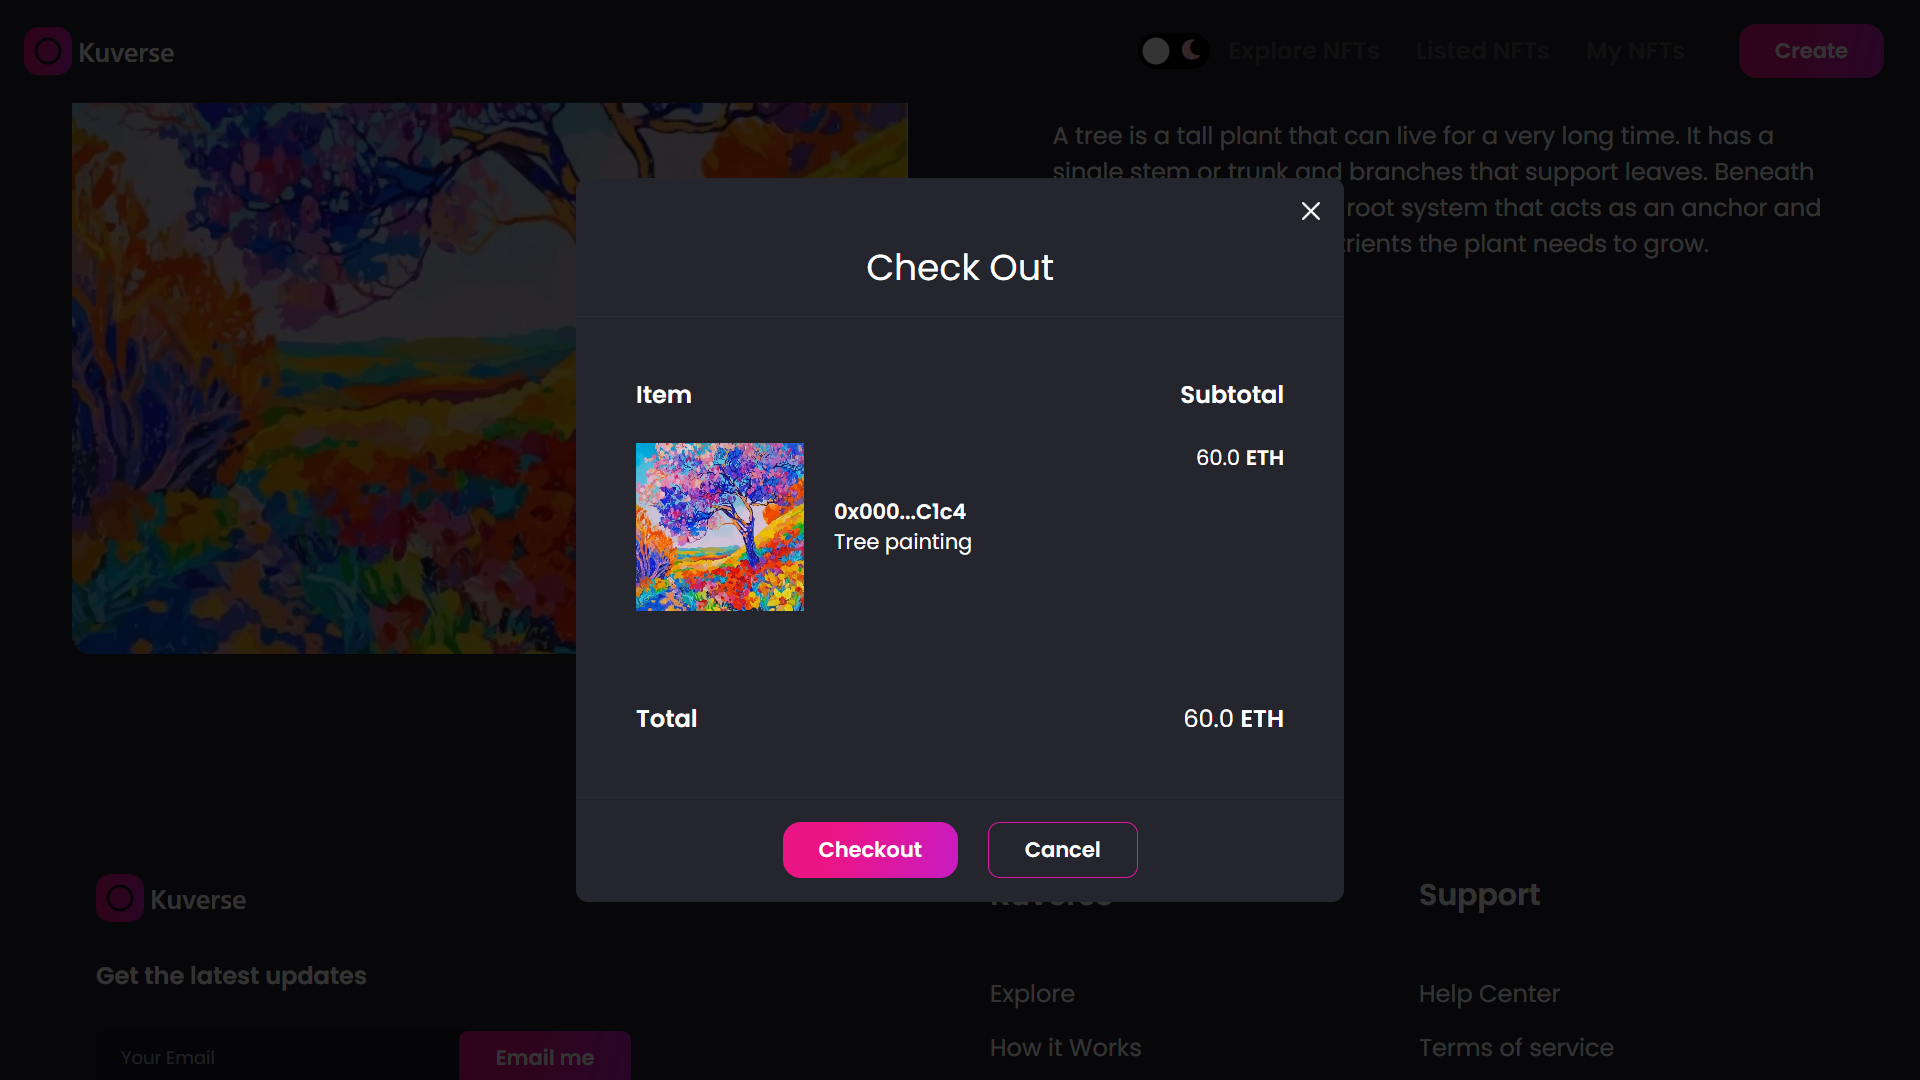 Kuverse
Explore NFTs
Listed NFTs
My NFTs
Create
A tree is a tall plant that can live for a very long time. It has a
single stem or trunk and branches that support leaves. Beneath
root system that acts as an anchor and
the plant needs to grow.
Check Out
Item
Subtotal
60.0 ETH
0x000...C1c4
Tree painting
Total
60.0 ETH
Checkout
Cancel
Kuverse
Get the latest updates
Your Email
Email me
Kuverse
Explore
How it Works
Support
Help Center
Terms of service